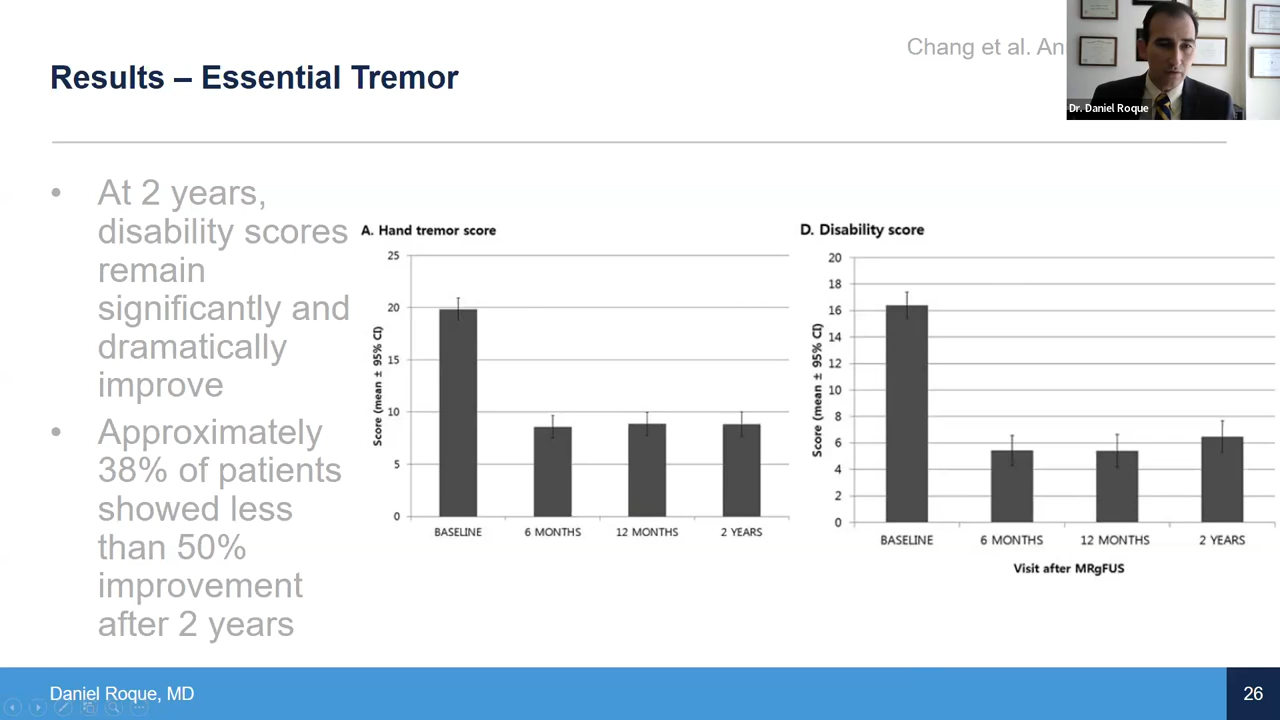 Chang et al.
Dr. Daniel Roque
Results – Essential Tremor
• At 2 years,
disability scores
remain
significantly and
dramatically
improve
• Approximately
38% of patients
showed less
than 50%
improvement
after 2 years
A. Hand tremor score
Score (mean ± 95% CI)
25
20
15
10
5
0
BASELINE 6 MONTHS 12 MONTHS 2 YEARS
D. Disability score
Score (mean ± 95% CI)
20
18
16
14
12
10
8
6
4
2
0
BASELINE 6 MONTHS 12 MONTHS 2 YEARS
Visit after MRgFUS
Daniel Roque, MD
26